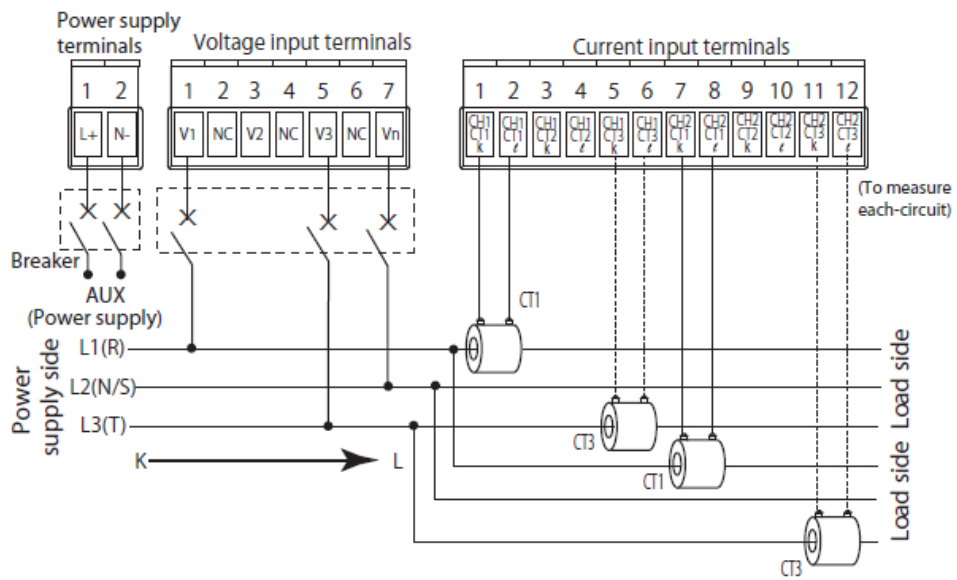 Power supply
terminals
Voltage input terminals
Current input terminals
1 2
1 2 3 4 5 6 7
1 2 3 4 5 6 7 8 9 10 11 12
L+ N-
V1 NC V2 NC V3 NC Vn
CH1 CT1 k
CH1 CT1 ℓ
CH1 CT2 k
CH1 CT2 ℓ
CH1 CT3 k
CH1 CT3 ℓ
CH2 CT1 k
CH2 CT1 ℓ
CH2 CT2 k
CH2 CT2 ℓ
CH2 CT3 k
CH2 CT3 ℓ
(To measure
each-circuit)
Breaker
AUX
(Power supply)
CT1
Power
supply side
L1(R)
L2(N/S)
L3(T)
K L
CT3
CT1
CT3
Load side
Load side